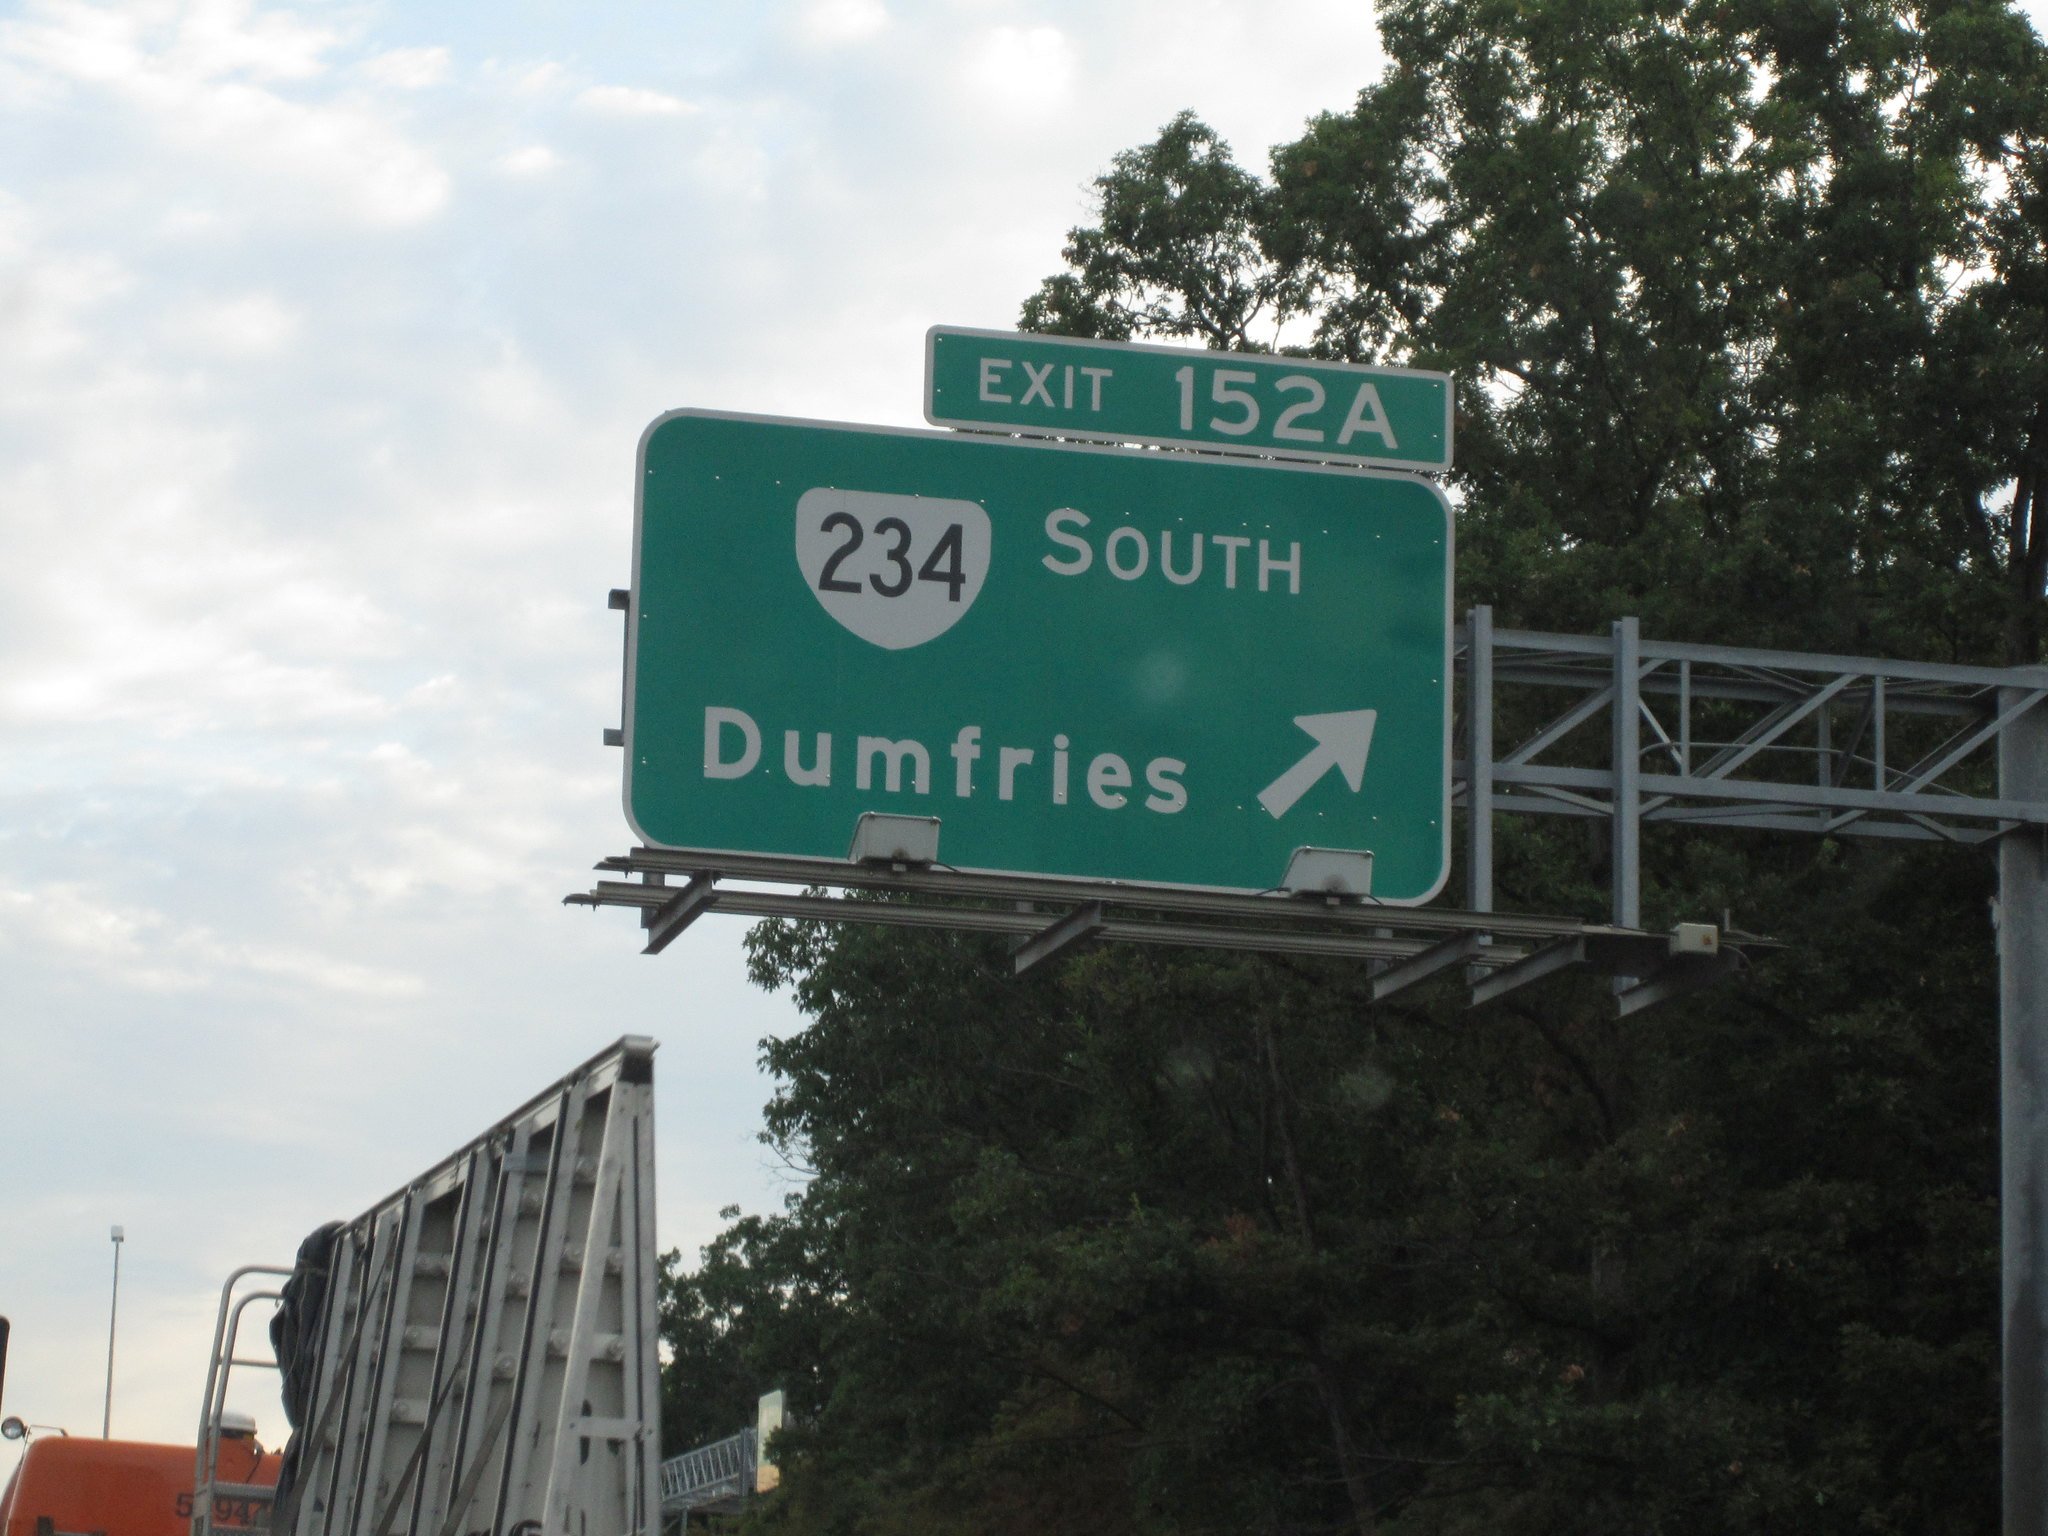 EXIT 152A
234 SOUTH
Dumfries